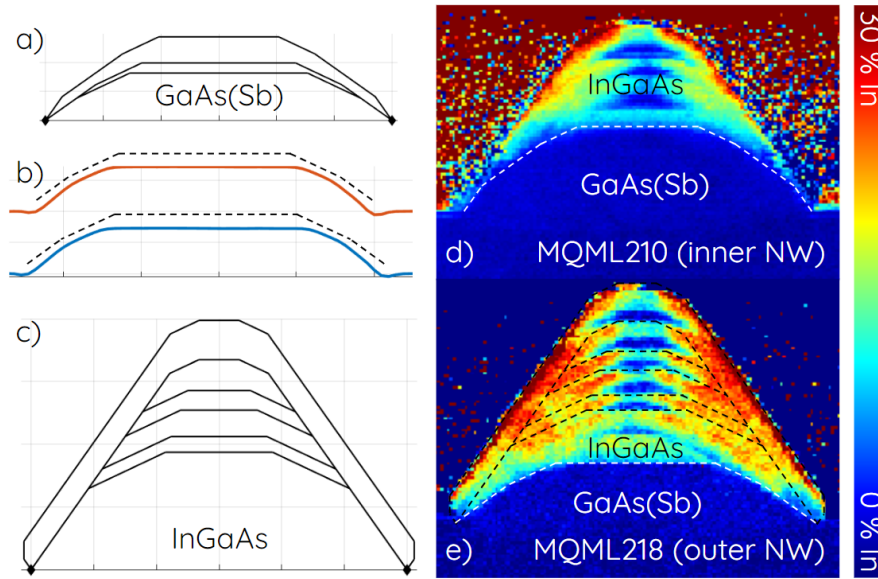 a)
GaAs(Sb)
b)
c)
InGaAs
InGaAs
GaAs(Sb)
d) MQML210 (inner NW)
InGaAs
GaAs(Sb)
e) MQML218 (outer NW)
30 % In
0 % In